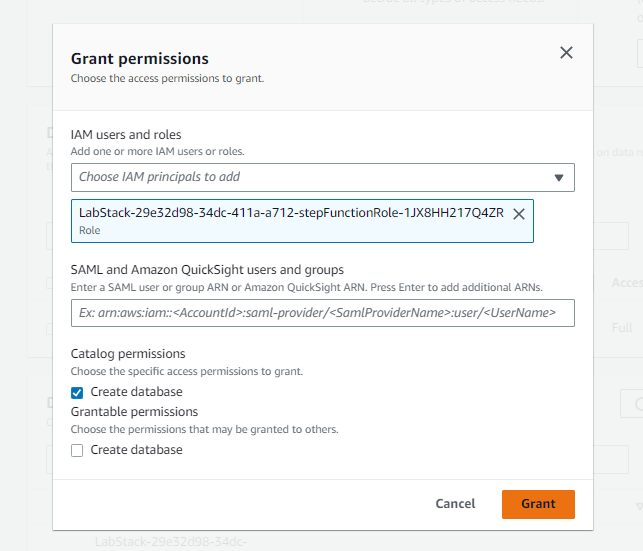 Grant permissions
Choose the access permissions to grant.
IAM users and roles
Add one or more IAM users or roles.
Choose IAM principals to add
LabStack-29e32d98-34dc-411a-a712-stepFunctionRole-1JX8HH217Q4ZR
Role
SAML and Amazon QuickSight users and groups
Enter a SAML user or group ARN or Amazon QuickSight ARN. Press Enter to add additional ARNs.
Ex: arn:aws:iam::<AccountId>:saml-provider/<SamlProviderName>:user/<UserName>
Catalog permissions
Choose the specific access permissions to grant.
Create database
Grantable permissions
Choose the permissions that may be granted to others.
Create database
Cancel
Grant
on data
Acces
Full
LabStack-29e32d98-34dc-